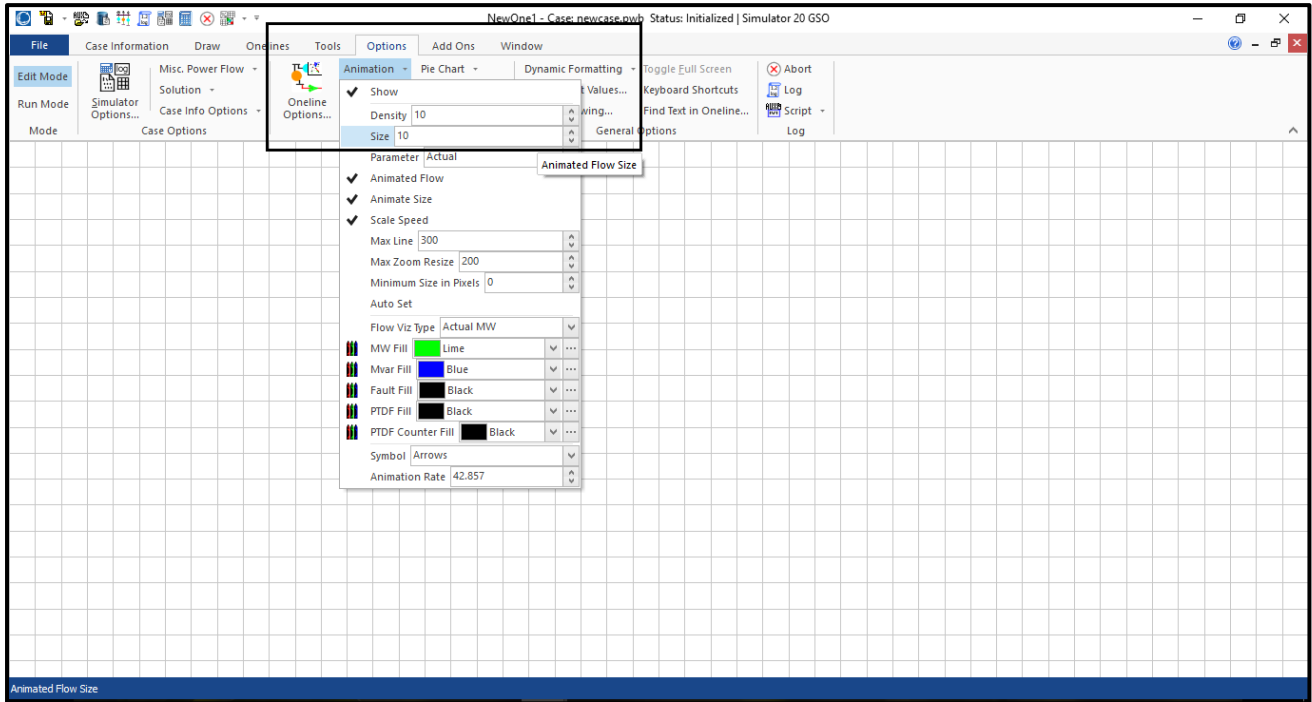 NewOne1 - Case: newcase.pwb Status: Initialized | Simulator 20 GSO
File Case Information Draw Onelines Tools Options Add Ons Window
Edit Mode
Run Mode
Mode
Simulator
Options...
Misc. Power Flow
Solution
Case Info Options
Case Options
Oneline
Options...
Animation Pie Chart Dynamic Formatting Toggle Full Screen Abort
Values... Keyboard Shortcuts Log
Find Text in Oneline... Script
General Options Log
Show
Density 10
Size 10
Animated Flow Size
Parameter Actual
Animated Flow
Animate Size
Scale Speed
Max Line 300
Max Zoom Resize 200
Minimum Size in Pixels 0
Auto Set
Flow Viz Type Actual MW
MW Fill Lime
Mvar Fill Blue
Fault Fill Black
PTDF Fill Black
PTDF Counter Fill Black
Symbol Arrows
Animation Rate 42.857
Animated Flow Size